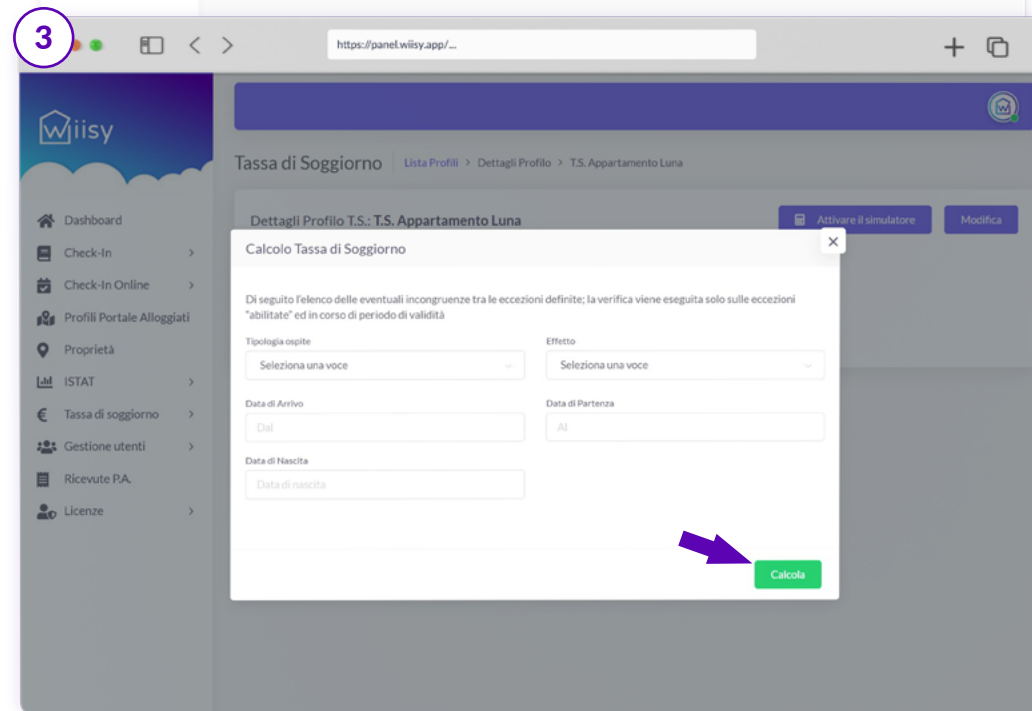 3
https://panel.wiisy.app/...
Wiisy
Tassa di Soggiorno Lista Profili > Dettagli Profilo > T.S. Appartamento Luna
Dashboard
Check-In
Check-In Online
Profili Portale Alloggiati
Proprietà
ISTAT
Tassa di soggiorno
Gestione utenti
Ricevute P.A.
Licenze
Dettagli Profilo T.S.: T.S. Appartamento Luna
Attivare il simulatore
Modifica
Calcolo Tassa di Soggiorno
Di seguito l'elenco delle eventuali incongruenze tra le eccezioni definite; la verifica viene eseguita solo sulle eccezioni
"abilitate" ed in corso di periodo di validità
Tipologia ospite
Effetto
Seleziona una voce
Seleziona una voce
Data di Arrivo
Data di Partenza
Dal
Al
Data di Nascita
Data di nascita
Calcola